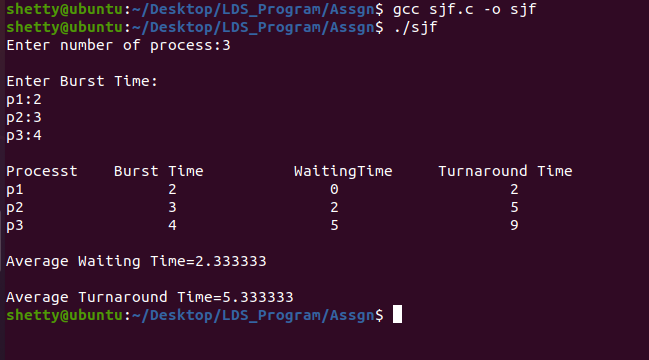 shetty@ubuntu:~/Desktop/LDS_Program/Assgn$ gcc sjf.c -o sjf
shetty@ubuntu:~/Desktop/LDS_Program/Assgn$ ./sjf
Enter number of process:3
Enter Burst Time:
p1:2
p2:3
p3:4
Processt Burst Time WaitingTime Turnaround Time
p1 2 0 2
p2 3 2 5
p3 4 5 9
Average Waiting Time=2.333333
Average Turnaround Time=5.333333
shetty@ubuntu:~/Desktop/LDS_Program/Assgn$